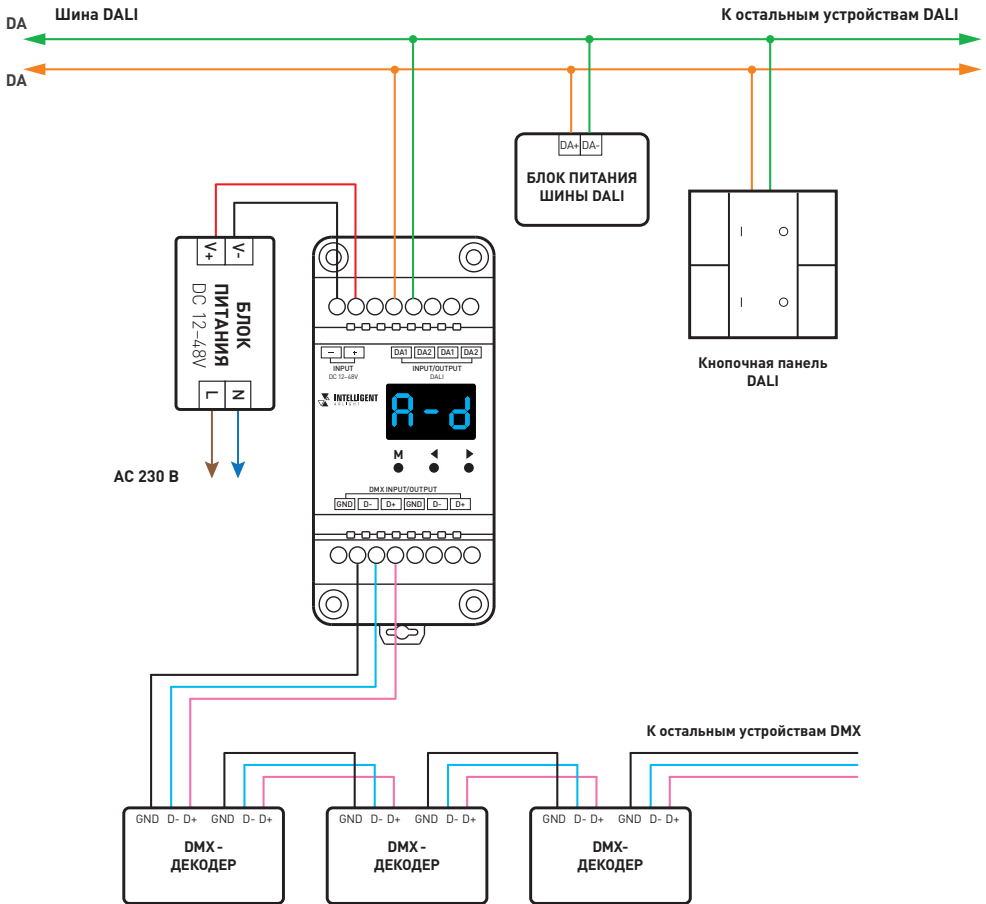 Шина DALI
К остальным устройствам DALI
DA
DA
DA+ DA-
БЛОК ПИТАНИЯ
ШИНЫ DALI
V+ V-
БЛОК
ПИТАНИЯ
DC 12–48V
L N
AC 230 В
Кнопочная панель
DALI
I O
I O
– + DA1 DA2 DA1 DA2
INPUT INPUT/OUTPUT
DC 12–48V DALI
INTELLIGENT
ARLIGHT
A-d
M ◀ ▶
DMX INPUT/OUTPUT
GND D- D+ GND D- D+
К остальным устройствам DMX
GND D- D+ GND D- D+
DMX -
ДЕКОДЕР
GND D- D+ GND D- D+
DMX -
ДЕКОДЕР
GND D- D+ GND D- D+
DMX-
ДЕКОДЕР